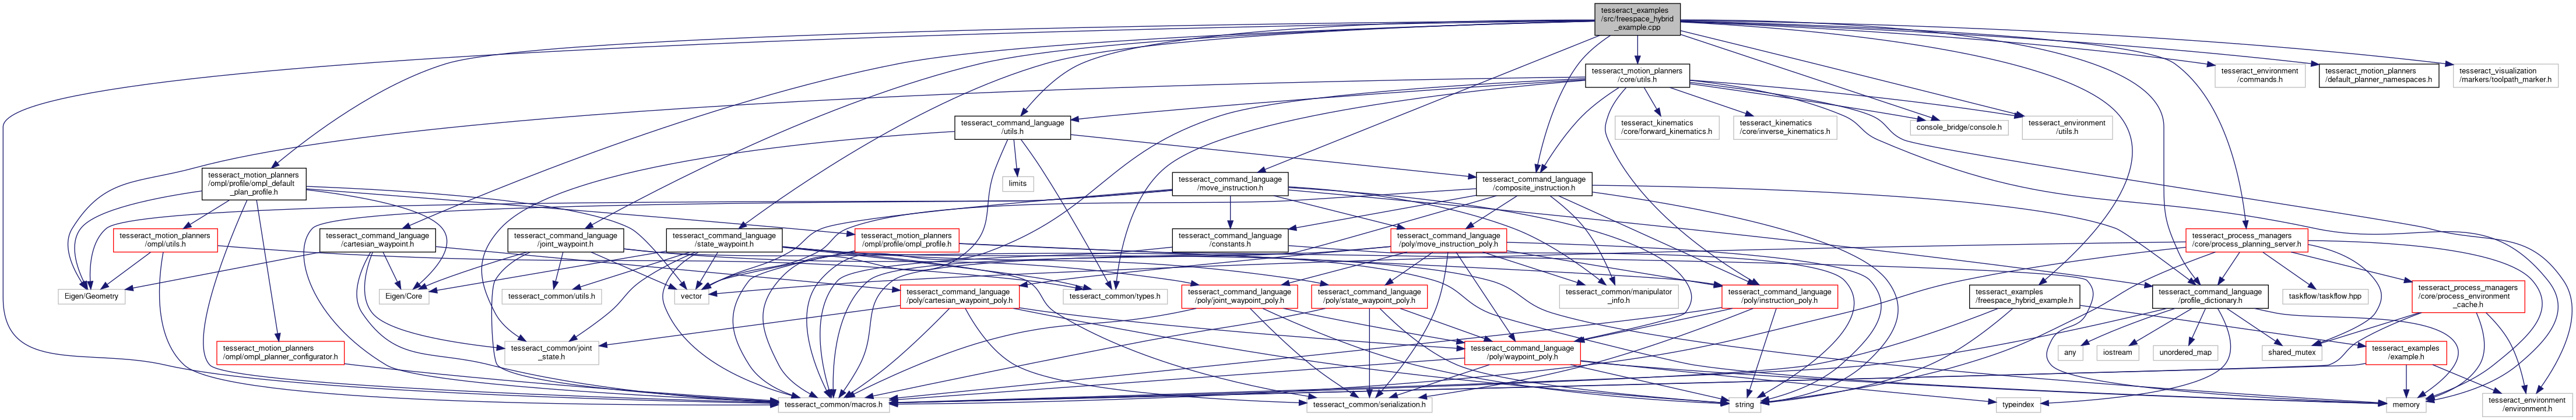 tesseract_examples
/src/freespace_hybrid
_example.cpp
tesseract_motion_planners
/core/utils.h
tesseract_environment
/commands.h
tesseract_motion_planners
/default_planner_namespaces.h
tesseract_visualization
/markers/toolpath_marker.h
tesseract_command_language
/utils.h
tesseract_kinematics
/core/forward_kinematics.h
tesseract_kinematics
/core/inverse_kinematics.h
console_bridge/console.h
tesseract_environment
/utils.h
tesseract_motion_planners
/ompl/profile/ompl_default
_plan_profile.h
limits
tesseract_command_language
/move_instruction.h
tesseract_command_language
/composite_instruction.h
tesseract_motion_planners
/ompl/utils.h
tesseract_command_language
/cartesian_waypoint.h
tesseract_command_language
/joint_waypoint.h
tesseract_command_language
/state_waypoint.h
tesseract_motion_planners
/ompl/profile/ompl_profile.h
tesseract_command_language
/constants.h
tesseract_command_language
/poly/move_instruction_poly.h
tesseract_process_managers
/core/process_planning_server.h
Eigen/Geometry
Eigen/Core
tesseract_common/utils.h
vector
tesseract_common/types.h
tesseract_command_language
/poly/cartesian_waypoint_poly.h
tesseract_command_language
/poly/joint_waypoint_poly.h
tesseract_command_language
/poly/state_waypoint_poly.h
tesseract_common/manipulator
_info.h
tesseract_command_language
/poly/instruction_poly.h
tesseract_examples
/freespace_hybrid_example.h
tesseract_command_language
/profile_dictionary.h
taskflow/taskflow.hpp
tesseract_process_managers
/core/process_environment
_cache.h
tesseract_motion_planners
/ompl/ompl_planner_configurator.h
tesseract_common/joint
_state.h
tesseract_command_language
/poly/waypoint_poly.h
any
iostream
unordered_map
shared_mutex
tesseract_examples
/example.h
tesseract_common/macros.h
tesseract_common/serialization.h
string
typeindex
memory
tesseract_environment
/environment.h